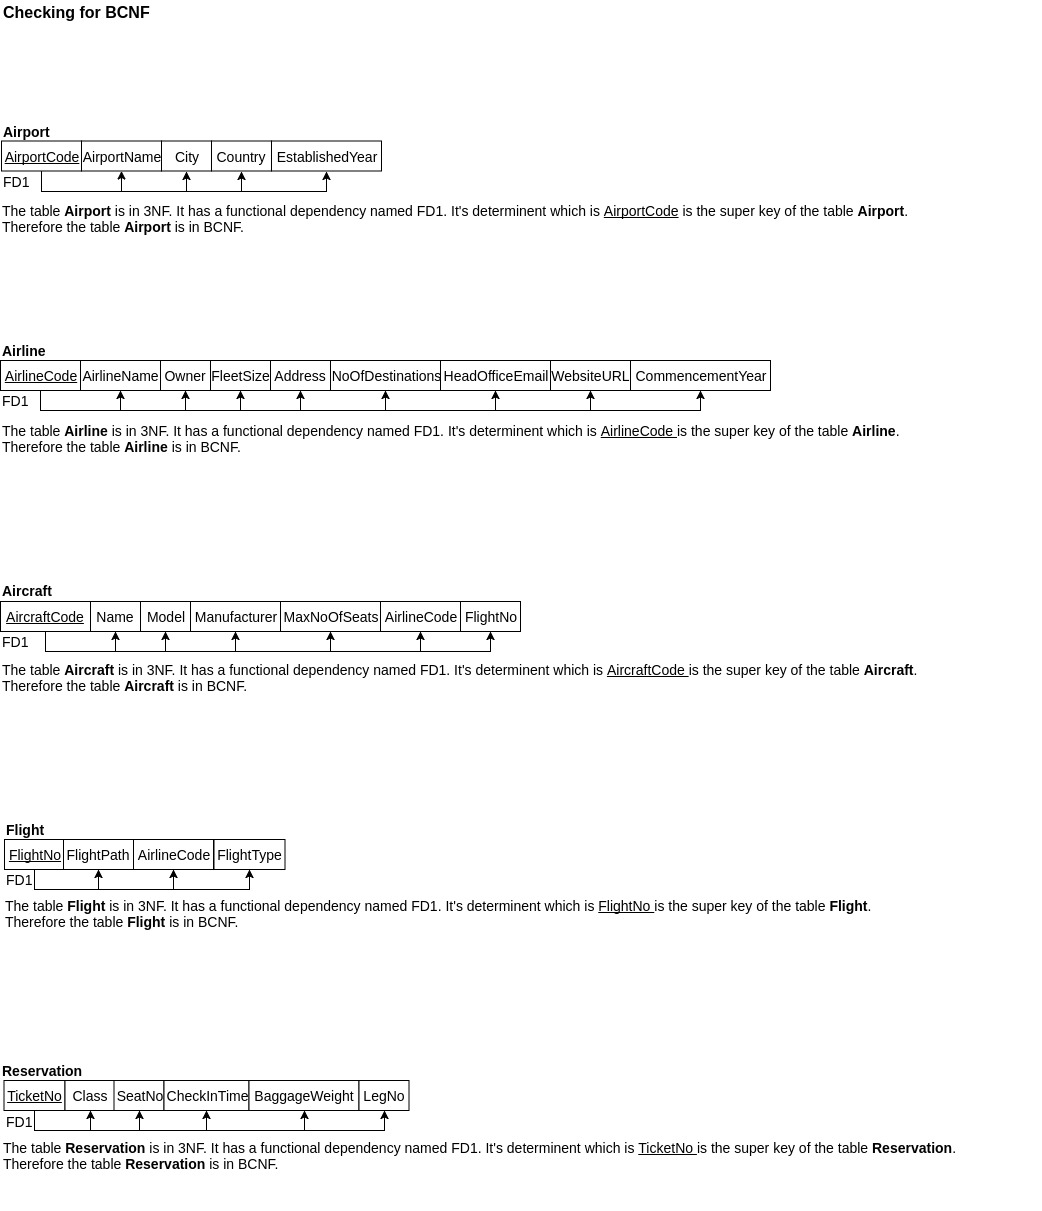 Checking for BCNF
Airport
AirportCode AirportName City Country EstablishedYear
FD1
The table Airport is in 3NF. It has a functional dependency named FD1. It's determinent which is AirportCode is the super key of the table Airport.
Therefore the table Airport is in BCNF.
Airline
AirlineCode AirlineName Owner FleetSize Address NoOfDestinations HeadOfficeEmail WebsiteURL CommencementYear
FD1
The table Airline is in 3NF. It has a functional dependency named FD1. It's determinent which is AirlineCode is the super key of the table Airline.
Therefore the table Airline is in BCNF.
Aircraft
AircraftCode Name Model Manufacturer MaxNoOfSeats AirlineCode FlightNo
FD1
The table Aircraft is in 3NF. It has a functional dependency named FD1. It's determinent which is AircraftCode is the super key of the table Aircraft.
Therefore the table Aircraft is in BCNF.
Flight
FlightNo FlightPath AirlineCode FlightType
FD1
The table Flight is in 3NF. It has a functional dependency named FD1. It's determinent which is FlightNo is the super key of the table Flight.
Therefore the table Flight is in BCNF.
Reservation
TicketNo Class SeatNo CheckInTime BaggageWeight LegNo
FD1
The table Reservation is in 3NF. It has a functional dependency named FD1. It's determinent which is TicketNo is the super key of the table Reservation.
Therefore the table Reservation is in BCNF.